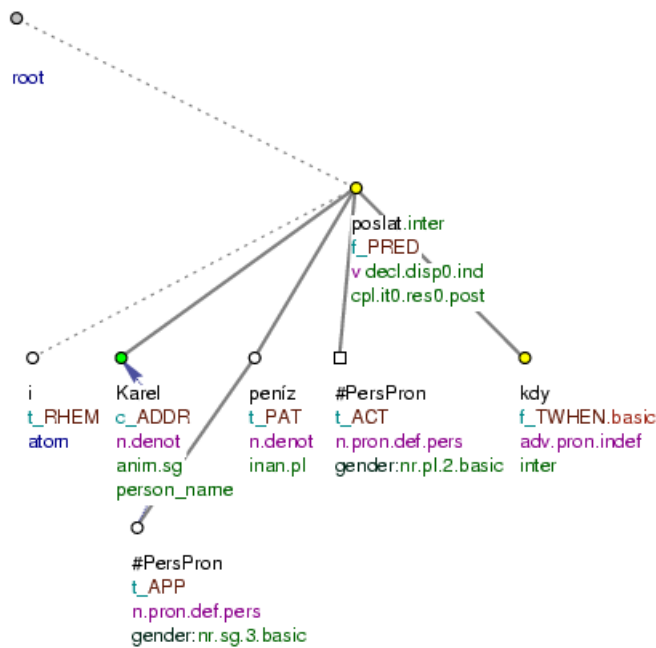 root
poslat.inter
f_PRED
v decl.disp0.ind
cpl.it0.res0.post
i
t_RHEM
atom
Karel
c_ADDR
n.denot
anim.sg
person_name
peníz
t_PAT
n.denot
inan.pl
#PersPron
t_ACT
n.pron.def.pers
gender:nr.pl.2.basic
kdy
f_TWHEN.basic
adv.pron.indef
inter
#PersPron
t_APP
n.pron.def.pers
gender:nr.sg.3.basic